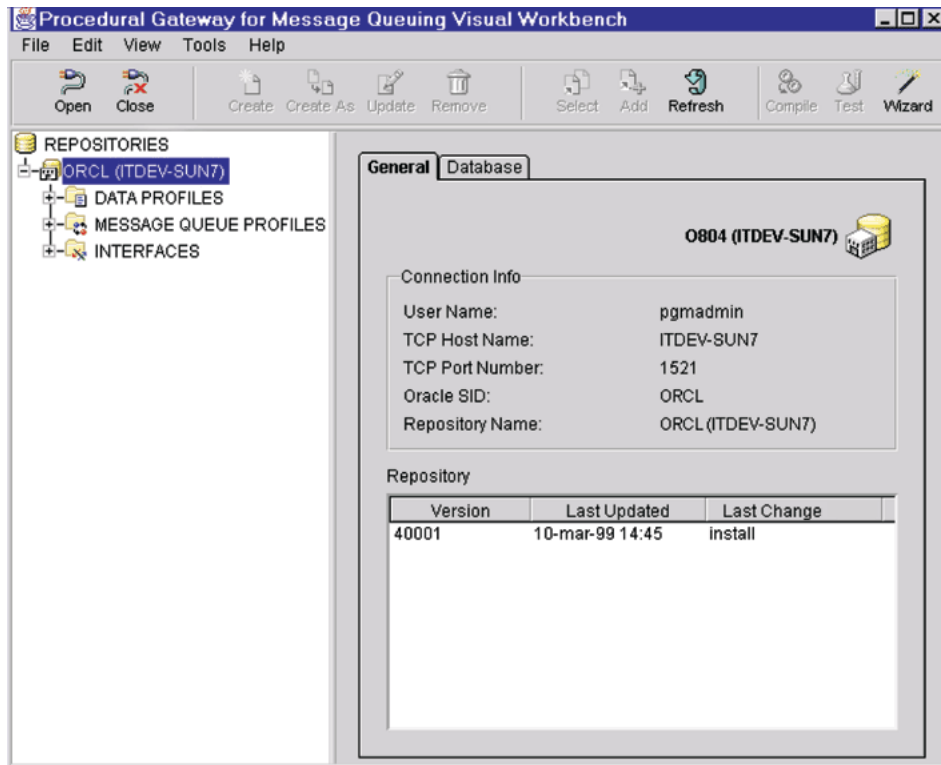 Procedural Gateway for Message Queuing Visual Workbench
File Edit View Tools Help
Open Close Create Create As Update Remove Select Add Refresh Compile Test Wizard
REPOSITORIES
ORCL (ITDEV-SUN7)
DATA PROFILES
MESSAGE QUEUE PROFILES
INTERFACES
General Database
O804 (ITDEV-SUN7)
Connection Info
User Name: pgmadmin
TCP Host Name: ITDEV-SUN7
TCP Port Number: 1521
Oracle SID: ORCL
Repository Name: ORCL (ITDEV-SUN7)
Repository
Version Last Updated Last Change
40001 10-mar-99 14:45 install